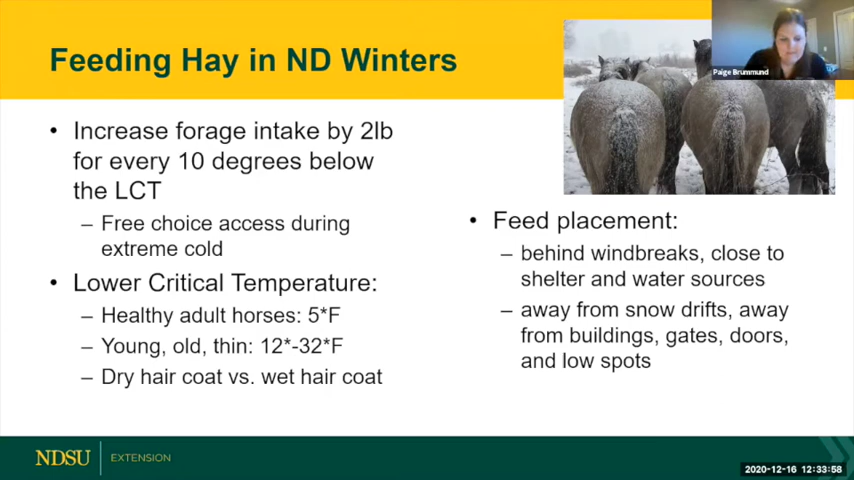 Feeding Hay in ND Winters
Paige Brummund
• Increase forage intake by 2lb
for every 10 degrees below
the LCT
– Free choice access during
extreme cold
• Lower Critical Temperature:
– Healthy adult horses: 5*F
– Young, old, thin: 12*-32*F
– Dry hair coat vs. wet hair coat
• Feed placement:
– behind windbreaks, close to
shelter and water sources
– away from snow drifts, away
from buildings, gates, doors,
and low spots
NDSU EXTENSION
2020-12-16 12:33:58